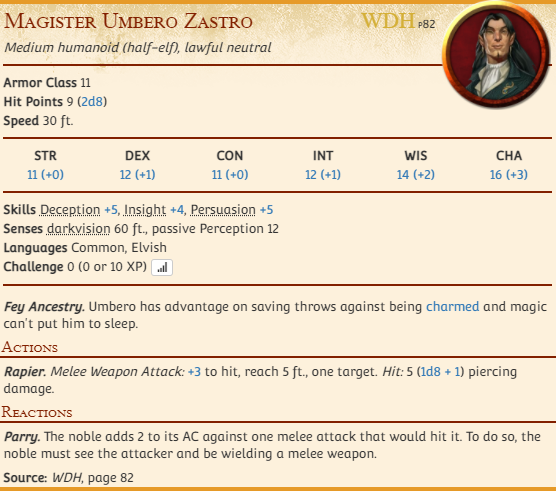 Magister Umbero Zastro WDH p82
Medium humanoid (half-elf), lawful neutral
Armor Class 11
Hit Points 9 (2d8)
Speed 30 ft.
STR DEX CON INT WIS CHA
11 (+0) 12 (+1) 11 (+0) 12 (+1) 14 (+2) 16 (+3)
Skills Deception +5, Insight +4, Persuasion +5
Senses darkvision 60 ft., passive Perception 12
Languages Common, Elvish
Challenge 0 (0 or 10 XP)
Fey Ancestry. Umbero has advantage on saving throws against being charmed and magic
can't put him to sleep.
Actions
Rapier. Melee Weapon Attack: +3 to hit, reach 5 ft., one target. Hit: 5 (1d8 + 1) piercing
damage.
Reactions
Parry. The noble adds 2 to its AC against one melee attack that would hit it. To do so, the
noble must see the attacker and be wielding a melee weapon.
Source: WDH, page 82